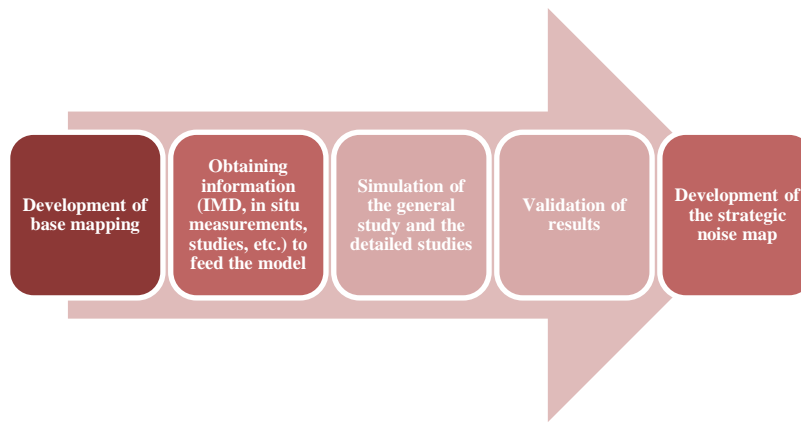 Development of
base mapping
Obtaining
information
(IMD, in situ
measurements,
studies, etc.) to
feed the model
Simulation of
the general
study and the
detailed studies
Validation of
results
Development of
the strategic
noise map